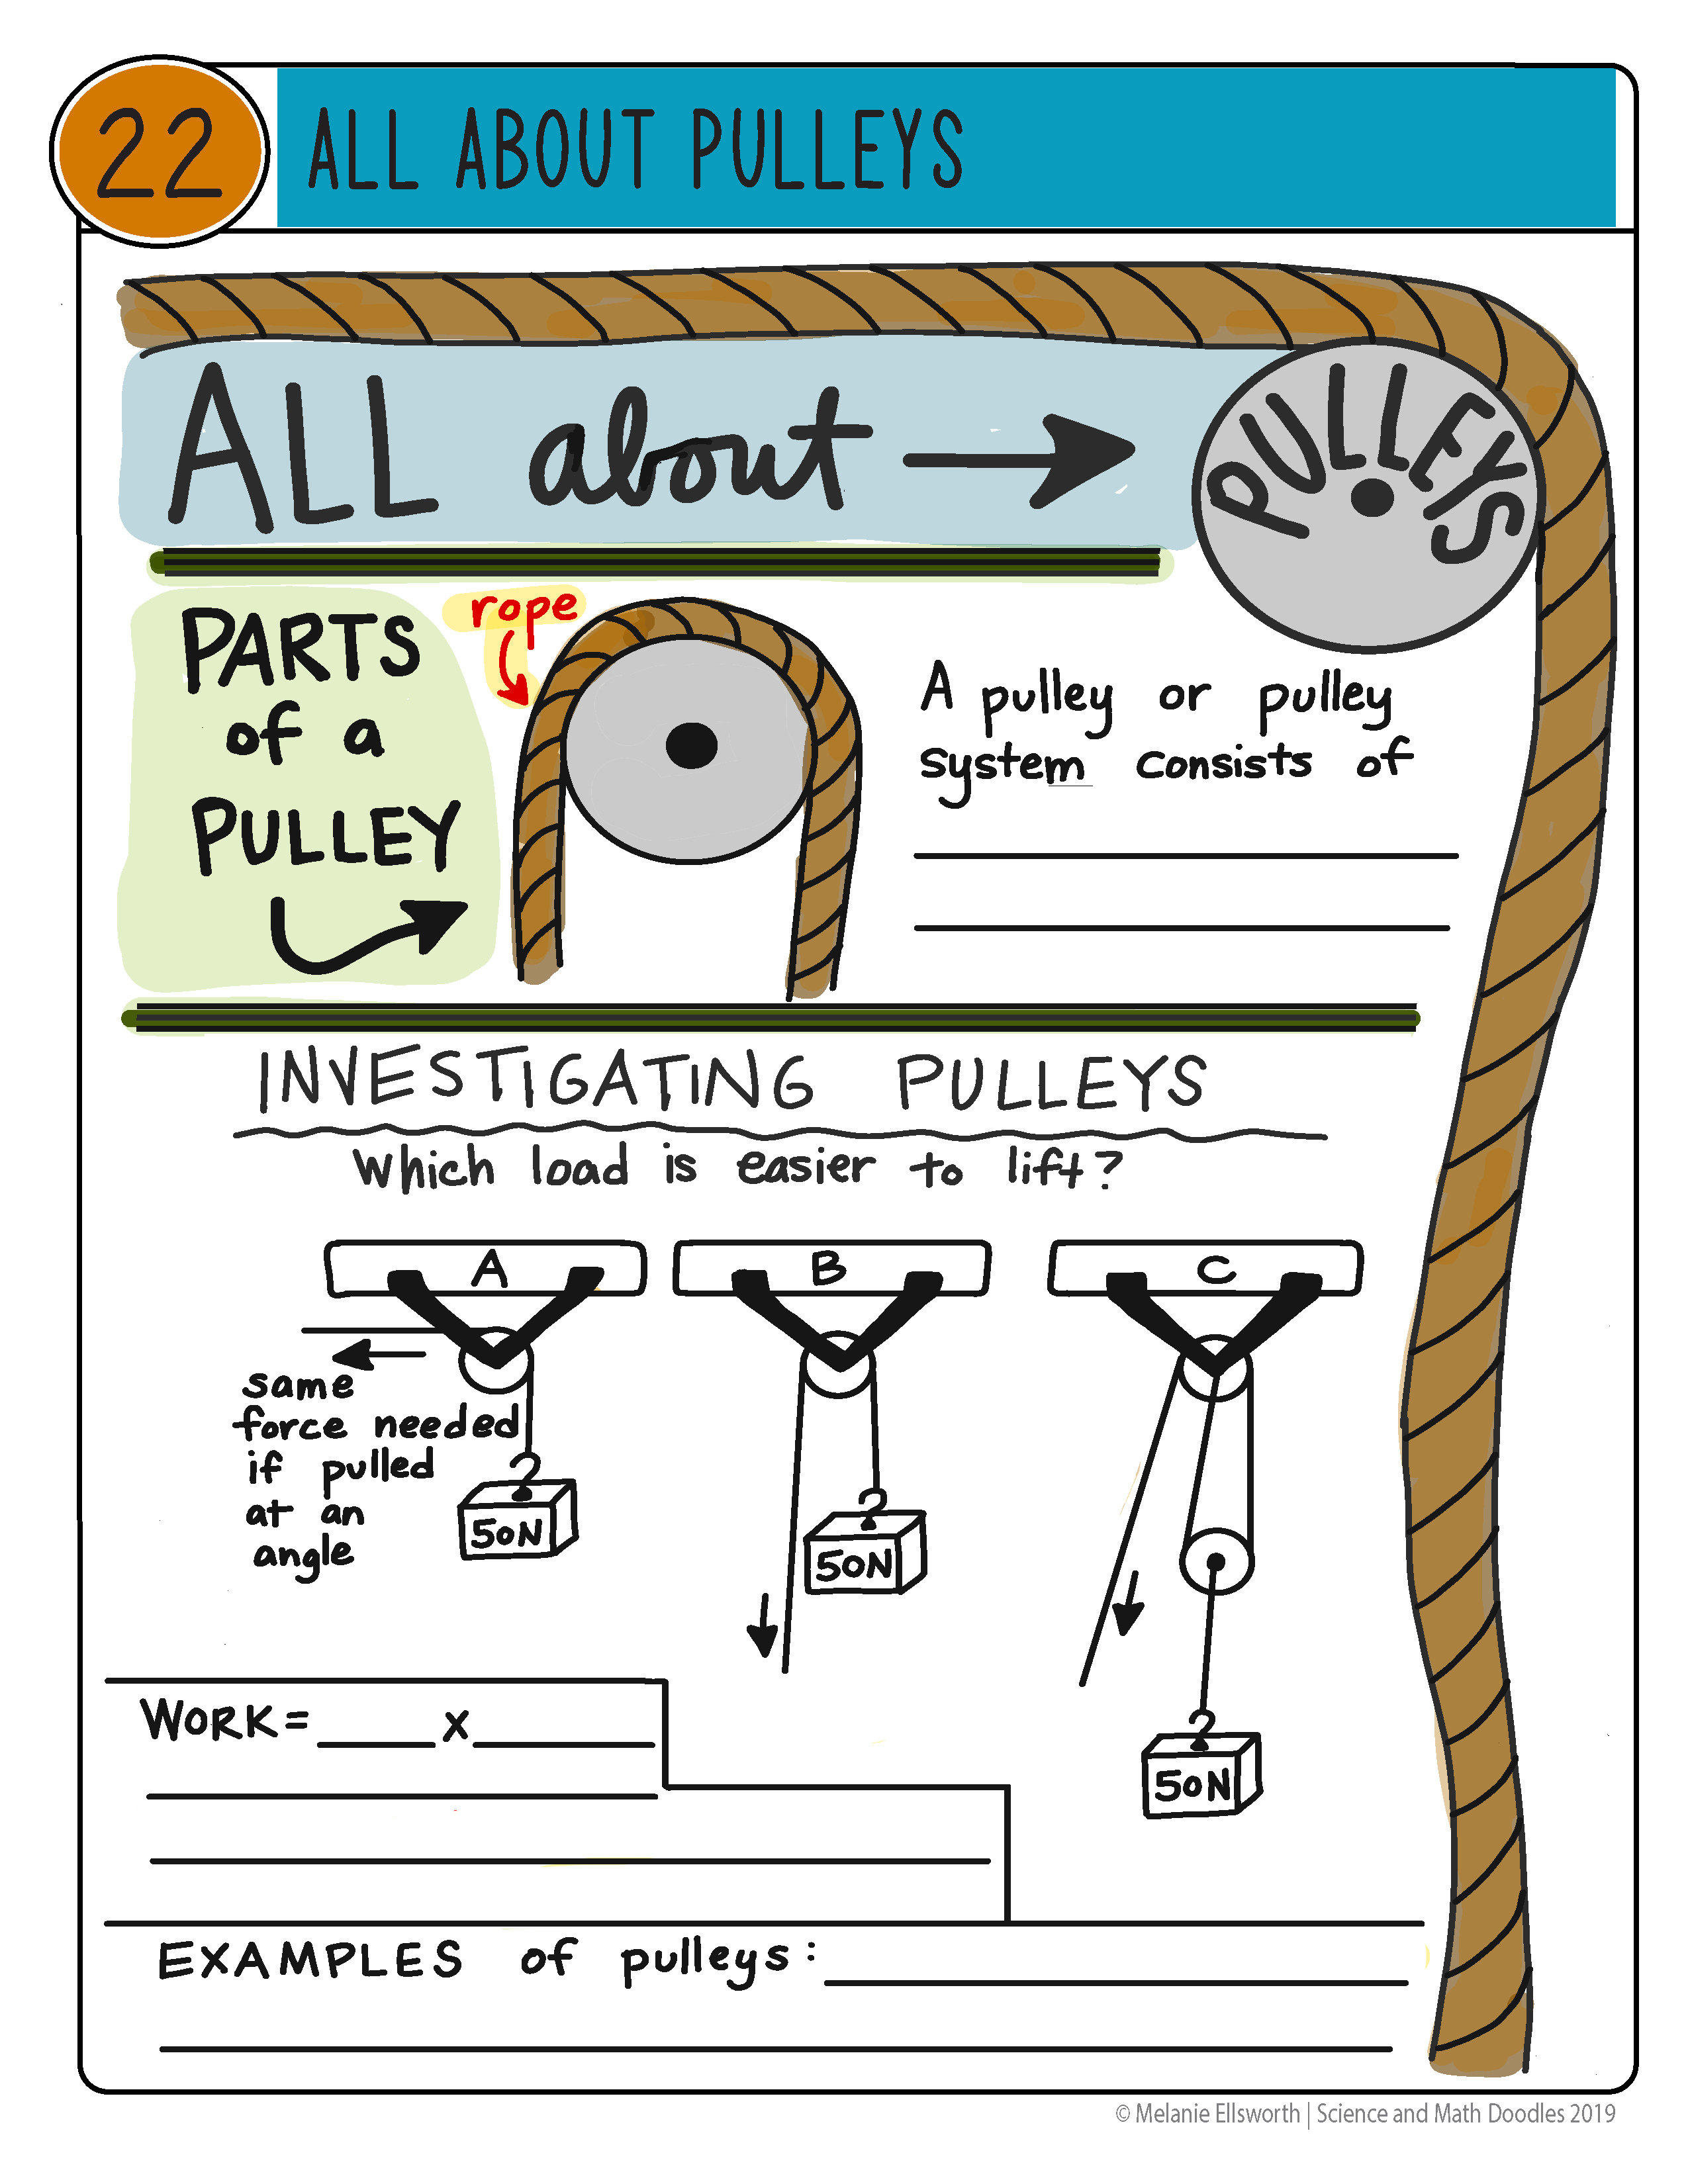 22
ALL ABOUT PULLEYS
ALL about
PULLEYS
PARTS
of a
PULLEY
rope
A pulley or pulley
system consists of
INVESTIGATING PULLEYS
Which load is easier to lift?
A
B
C
same
force needed
if pulled
at an
angle
50N
50N
50N
WORK= ____ x ____
EXAMPLES of pulleys:
© Melanie Ellsworth | Science and Math Doodles 2019